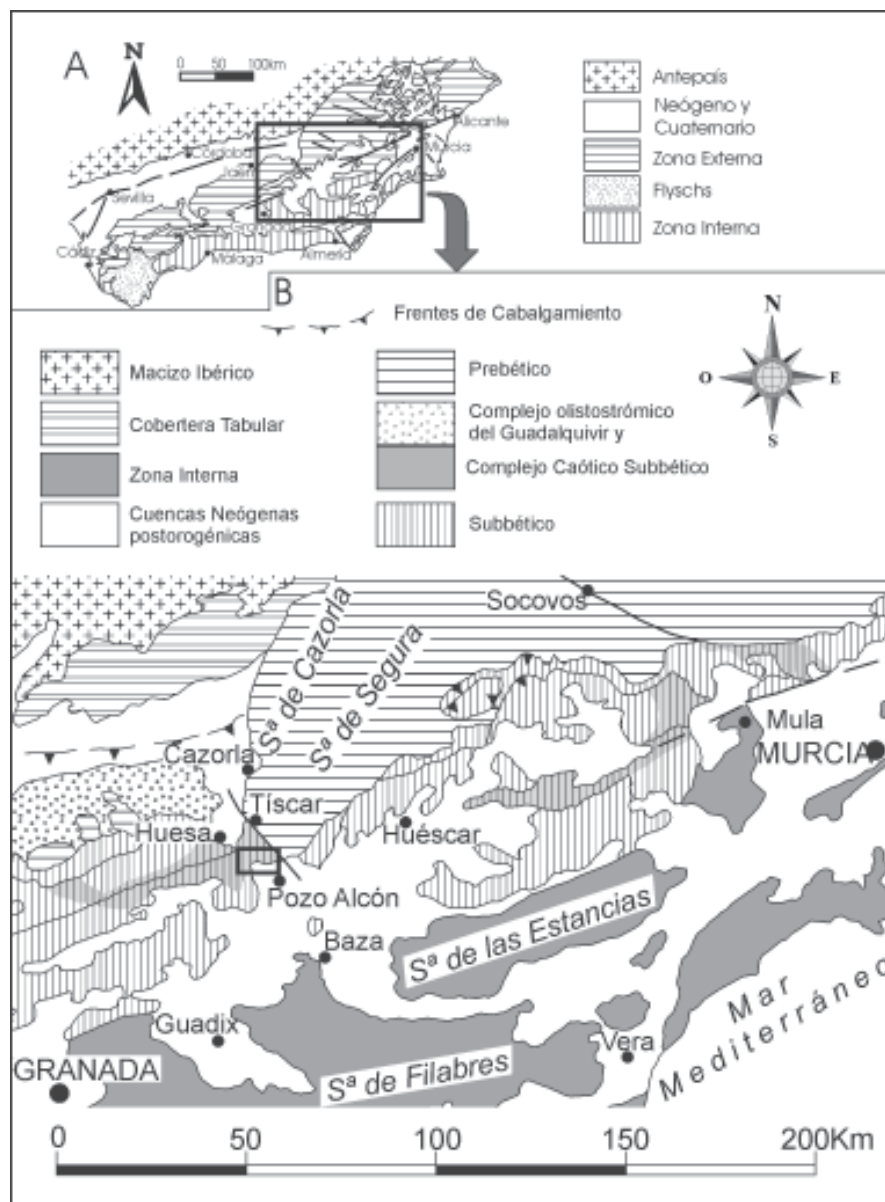 A
N
0 50 100km
Antepaís
Neógeno y
Cuaternario
Zona Externa
Flyschs
Zona Interna
Alicante
Murcia
Córdoba
Jaén
Sevilla
Granada
Cádiz
Málaga
Almería
B
Frentes de Cabalgamiento
N
O
E
S
Macizo Ibérico
Cobertera Tabular
Zona Interna
Cuencas Neógenas
postorogénicas
Prebético
Complejo olistostrómico
del Guadalquivir y
Complejo Caótico Subbético
Subbético
Socovos
Sª de Cazorla
Sª de Segura
Cazorla
Mula
MURCIA
Tíscar
Huesa
Huéscar
Pozo Alcón
Baza
Sª de las Estancias
Guadix
Vera
Mar
Mediterráneo
GRANADA
Sª de Filabres
0 50 100 150 200Km